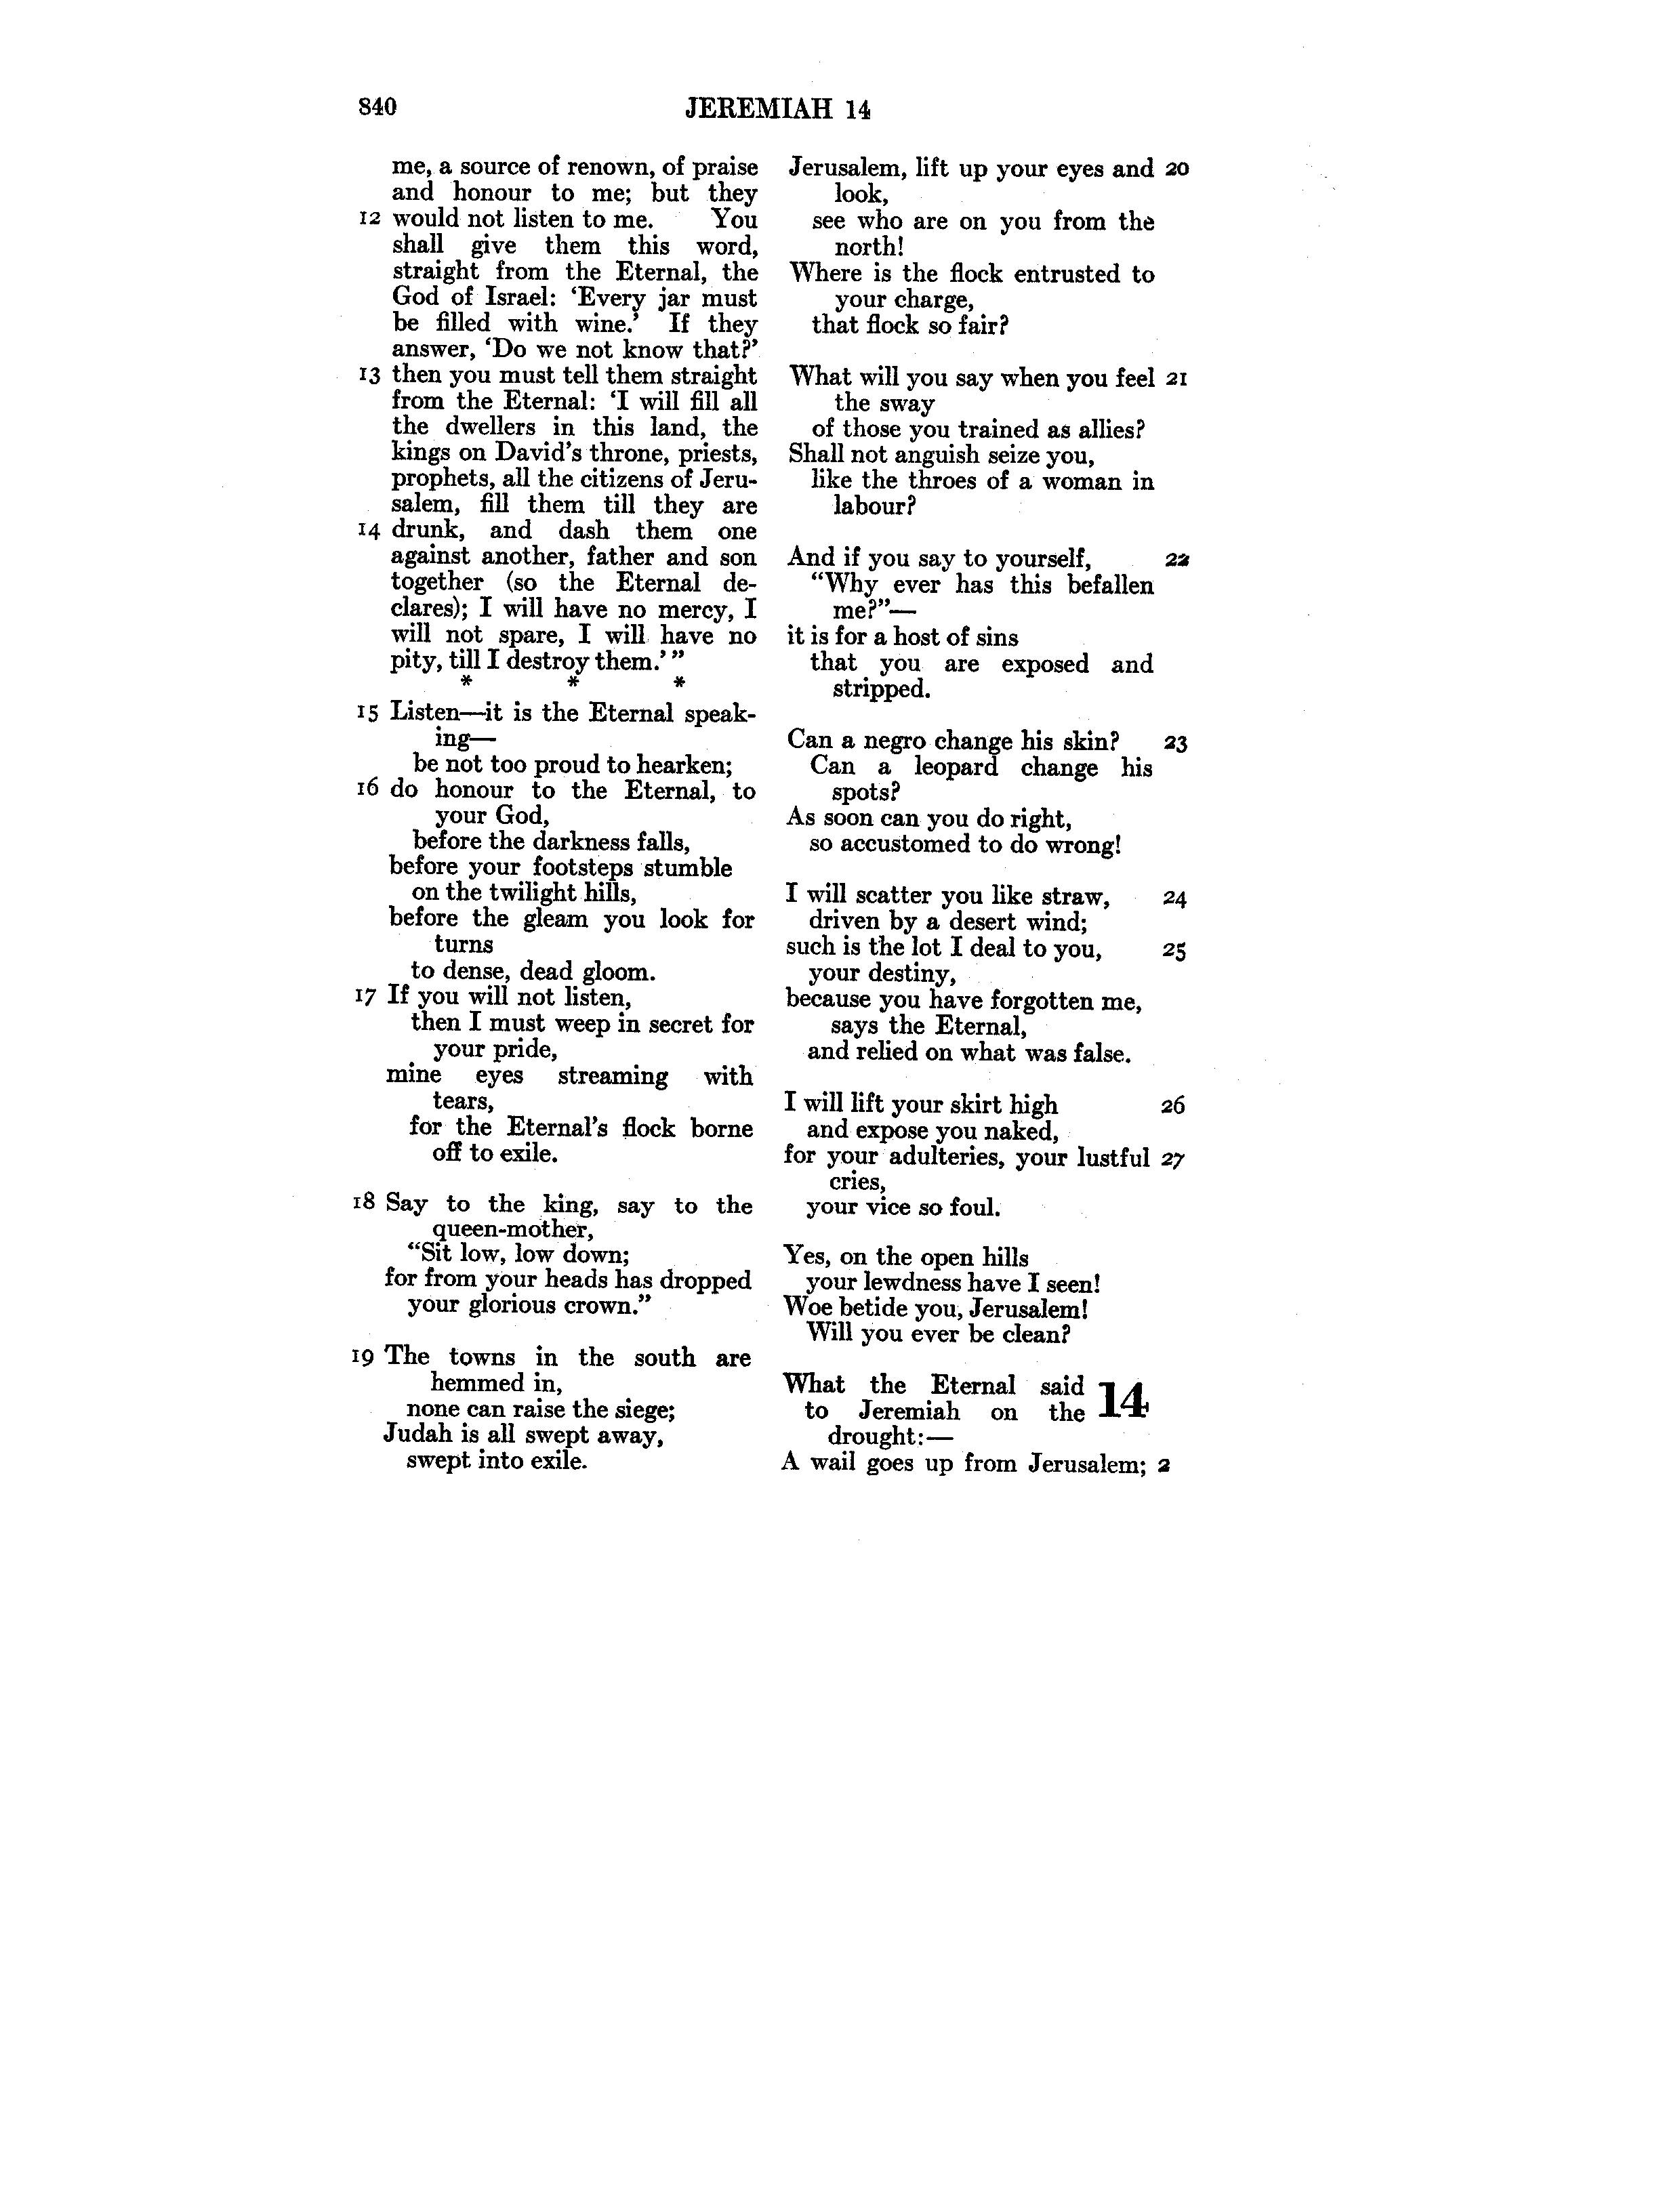 840 JEREMIAH 14
me, a source of renown, of praise
and honour to me; but they
12 would not listen to me. You
shall give them this word,
straight from the Eternal, the
God of Israel: ‘Every jar must
be filled with wine.’ If they
answer, ‘Do we not know that?’
13 then you must tell them straight
from the Eternal: ‘I will fill all
the dwellers in this land, the
kings on David’s throne, priests,
prophets, all the citizens of Jeru-
salem, fill them till they are
14 drunk, and dash them one
against another, father and son
together (so the Eternal de-
clares); I will have no mercy, I
will not spare, I will have no
pity, till I destroy them.’”
* * *
15 Listen—it is the Eternal speak-
ing—
be not too proud to hearken;
16 do honour to the Eternal, to
your God,
before the darkness falls,
before your footsteps stumble
on the twilight hills,
before the gleam you look for
turns
to dense, dead gloom.
17 If you will not listen,
then I must weep in secret for
your pride,
mine eyes streaming with
tears,
for the Eternal’s flock borne
off to exile.
18 Say to the king, say to the
queen-mother,
“Sit low, low down;
for from your heads has dropped
your glorious crown.”
19 The towns in the south are
hemmed in,
none can raise the siege;
Judah is all swept away,
swept into exile.
Jerusalem, lift up your eyes and 20
look,
see who are on you from the
north!
Where is the flock entrusted to
your charge,
that flock so fair?
What will you say when you feel 21
the sway
of those you trained as allies?
Shall not anguish seize you,
like the throes of a woman in
labour?
And if you say to yourself, 22
“Why ever has this befallen
me?”—
it is for a host of sins
that you are exposed and
stripped.
Can a negro change his skin? 23
Can a leopard change his
spots?
As soon can you do right,
so accustomed to do wrong!
I will scatter you like straw, 24
driven by a desert wind;
such is the lot I deal to you, 25
your destiny,
because you have forgotten me,
says the Eternal,
and relied on what was false.
I will lift your skirt high 26
and expose you naked,
for your adulteries, your lustful 27
cries,
your vice so foul.
Yes, on the open hills
your lewdness have I seen!
Woe betide you, Jerusalem!
Will you ever be clean?
What the Eternal said 14
to Jeremiah on the
drought:—
A wail goes up from Jerusalem; 2